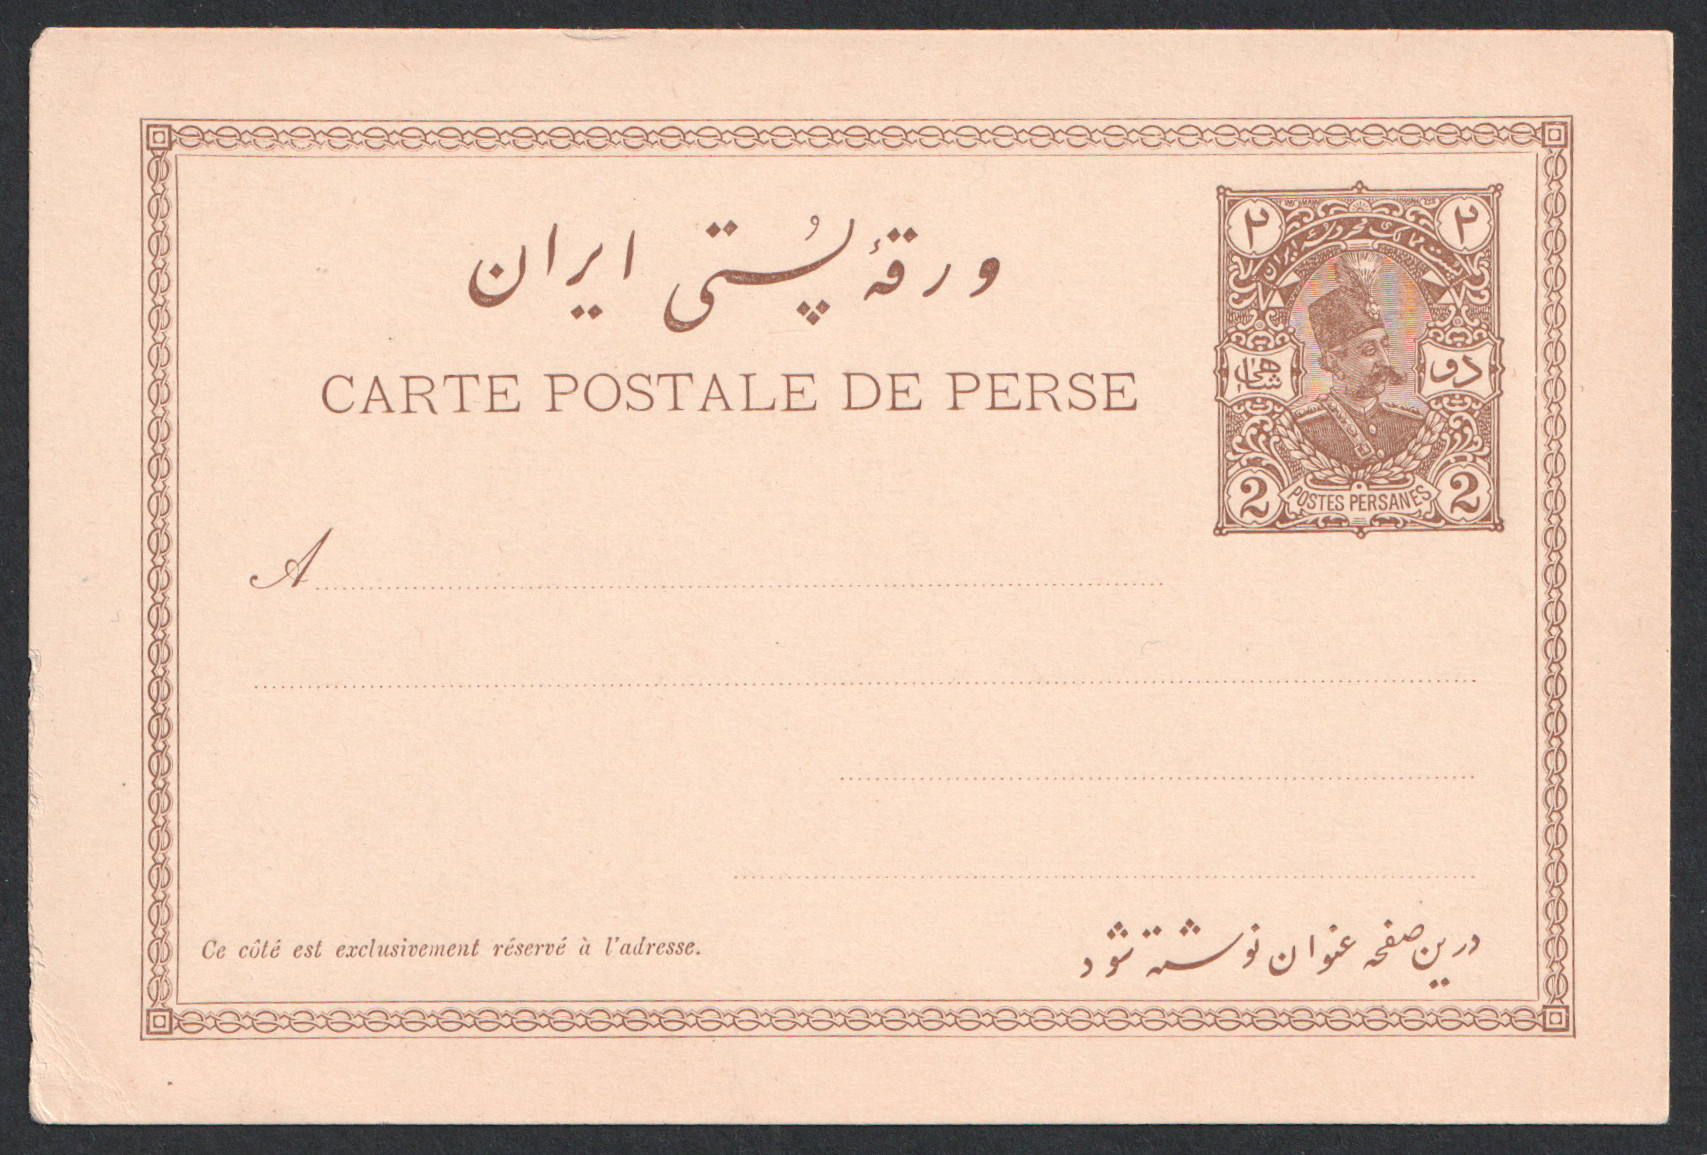 ورقهٔ پُستی ایران
CARTE POSTALE DE PERSE
۲ ۲
شاهی دو
2 POSTES PERSANES 2
A
Ce côté est exclusivement réservé à l'adresse.
درین صفحه عنوان نوشته شود